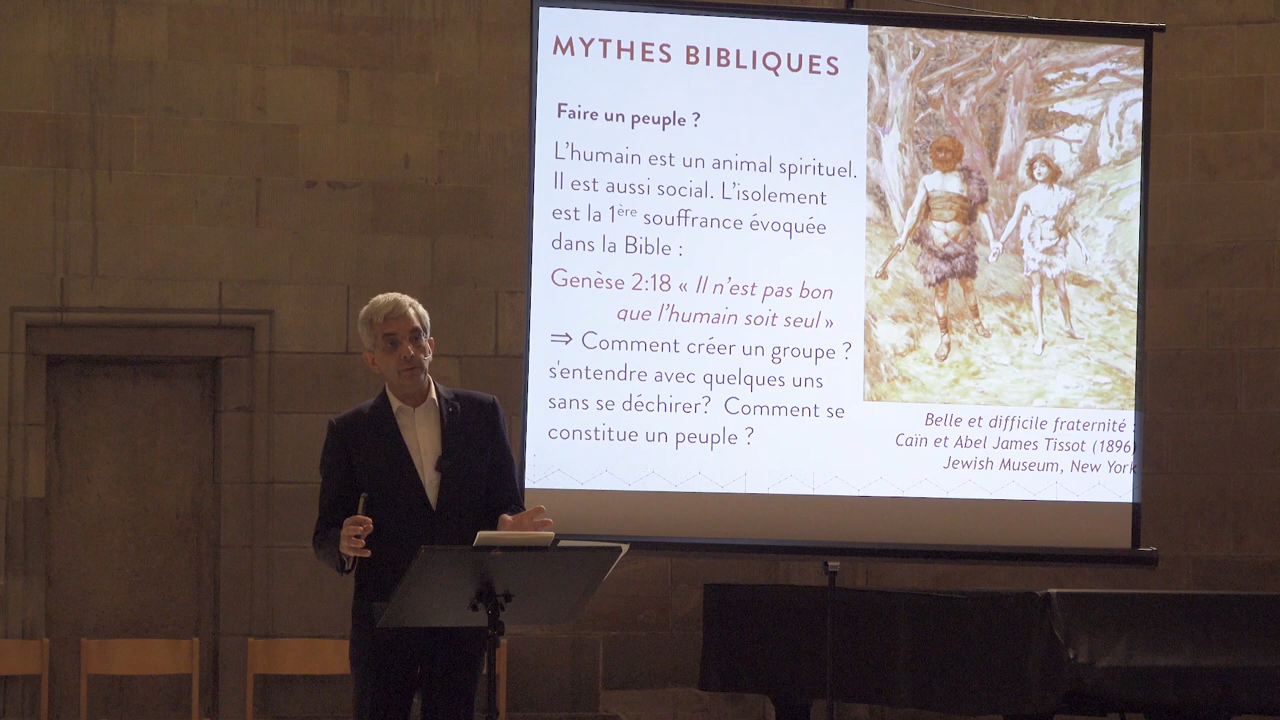 MYTHES BIBLIQUES
Faire un peuple ?
L'humain est un animal spirituel.
Il est aussi social. L'isolement
est la 1ère souffrance évoquée
dans la Bible :
Genèse 2:18 « Il n'est pas bon
que l'humain soit seul »
⇒ Comment créer un groupe ?
s'entendre avec quelques uns
sans se déchirer? Comment se
constitue un peuple ?
Belle et difficile fraternité :
Caïn et Abel James Tissot (1896)
Jewish Museum, New York